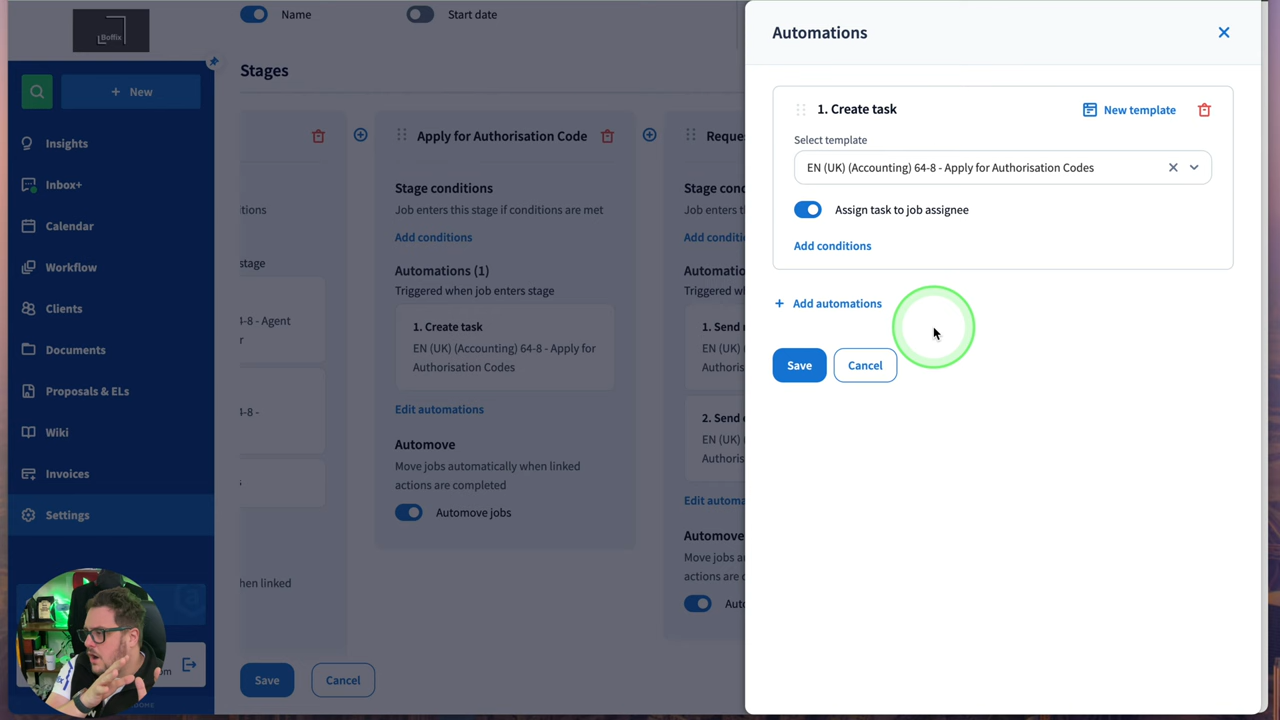 Boffix
New
Insights
Inbox+
Calendar
Workflow
Clients
Documents
Proposals & ELs
Wiki
Invoices
Settings
om
OME
Name
Start date
Stages
itions
stage
4-8 - Agent
r
4-8 -
s
hen linked
Apply for Authorisation Code
Stage conditions
Job enters this stage if conditions are met
Add conditions
Automations (1)
Triggered when job enters stage
1. Create task
EN (UK) (Accounting) 64-8 - Apply for
Authorisation Codes
Edit automations
Automove
Move jobs automatically when linked
actions are completed
Automove jobs
Reque
Stage cond
Job enters th
Add conditi
Automatio
Triggered wh
1. Send
EN (UK)
Authoris
2. Send
EN (UK)
Authoris
Edit automa
Automove
Move jobs a
actions are c
Auto
Save
Cancel
Automations
1. Create task
New template
Select template
EN (UK) (Accounting) 64-8 - Apply for Authorisation Codes
Assign task to job assignee
Add conditions
+ Add automations
Save
Cancel